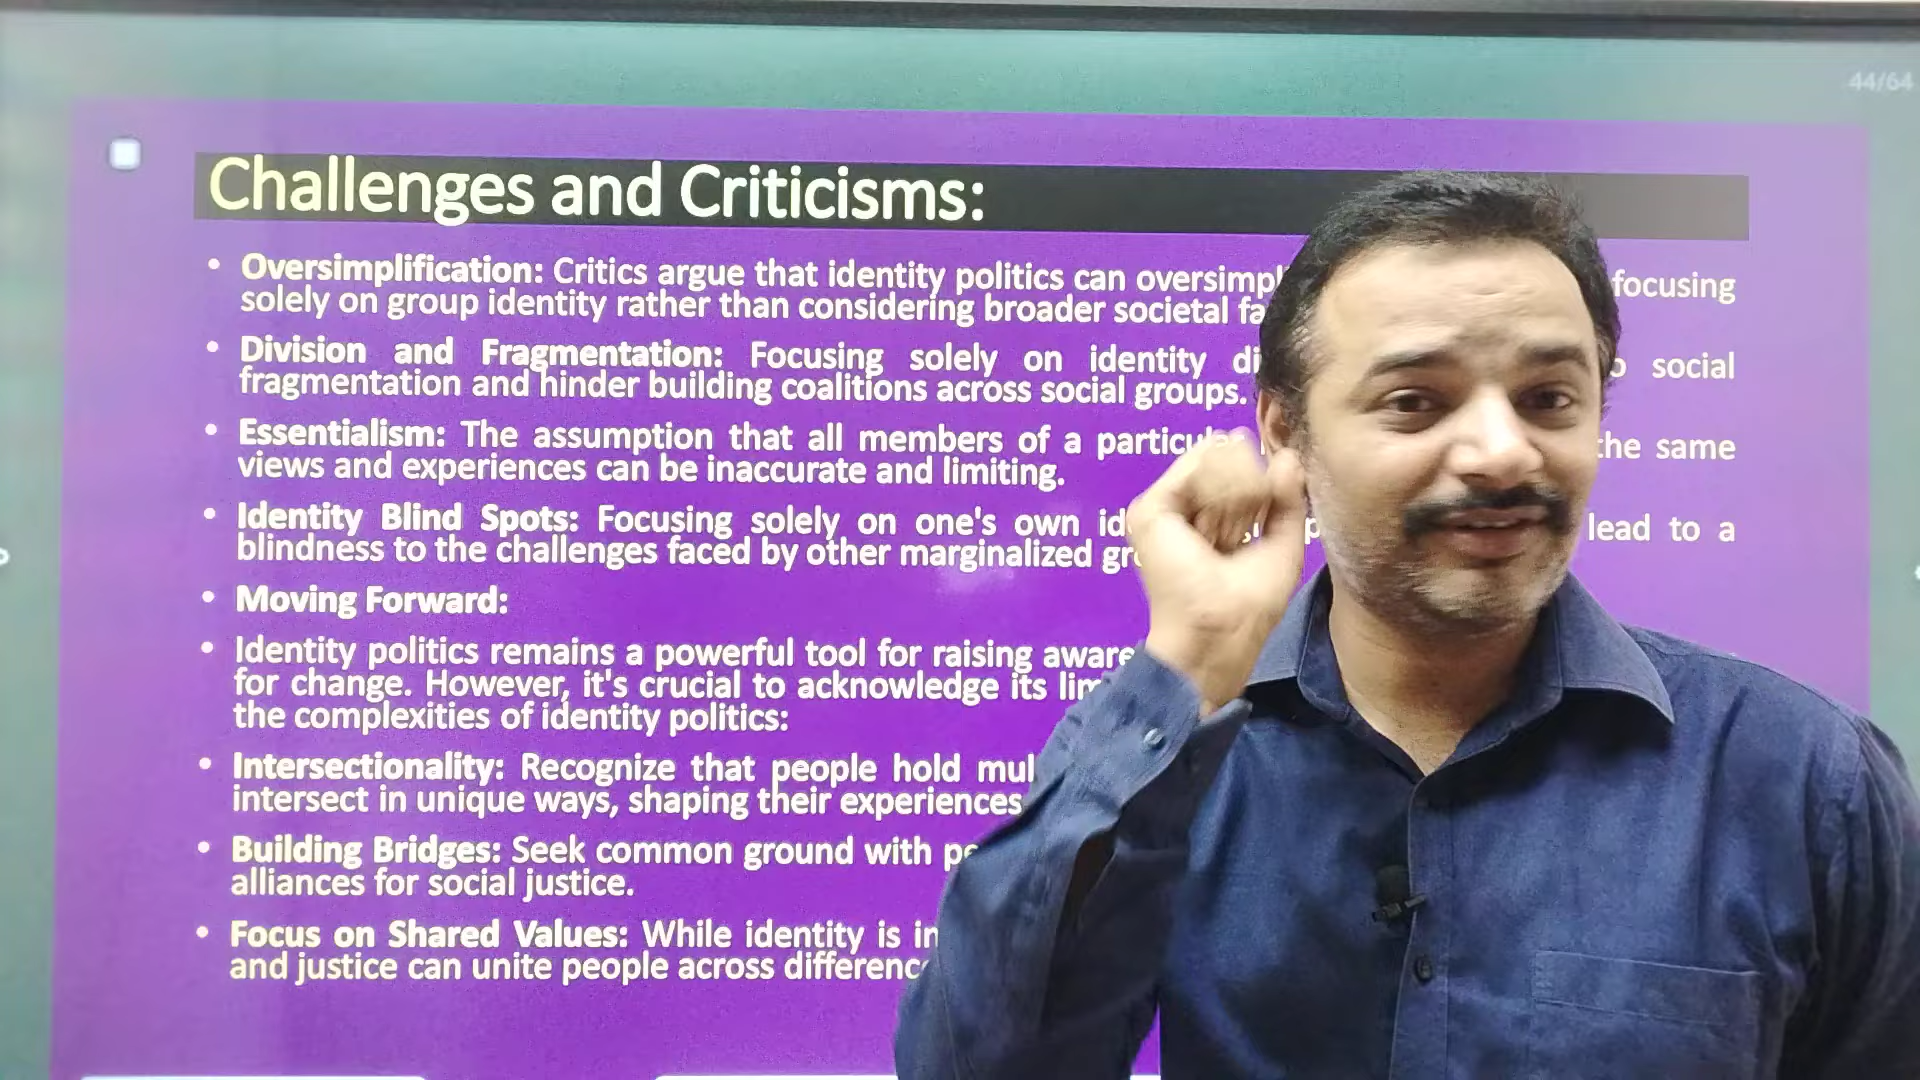 44/64
Challenges and Criticisms:
• Oversimplification: Critics argue that identity politics can focusing
solely on group identity rather than considering broader societal
• Division and Fragmentation: Focusing solely on identity social
fragmentation and hinder building coalitions across social groups.
• Essentialism: The assumption that all members of a the same
views and experiences can be inaccurate and limiting.
• Identity Blind Spots: Focusing solely on one's own lead to a
blindness to the challenges faced by other marginalized
• Moving Forward:
• Identity politics remains a powerful tool for raising
for change. However, it's crucial to acknowledge its
the complexities of identity politics:
• Intersectionality: Recognize that people hold
intersect in unique ways, shaping their experiences
• Building Bridges: Seek common ground with
alliances for social justice.
• Focus on Shared Values: While identity is
and justice can unite people across